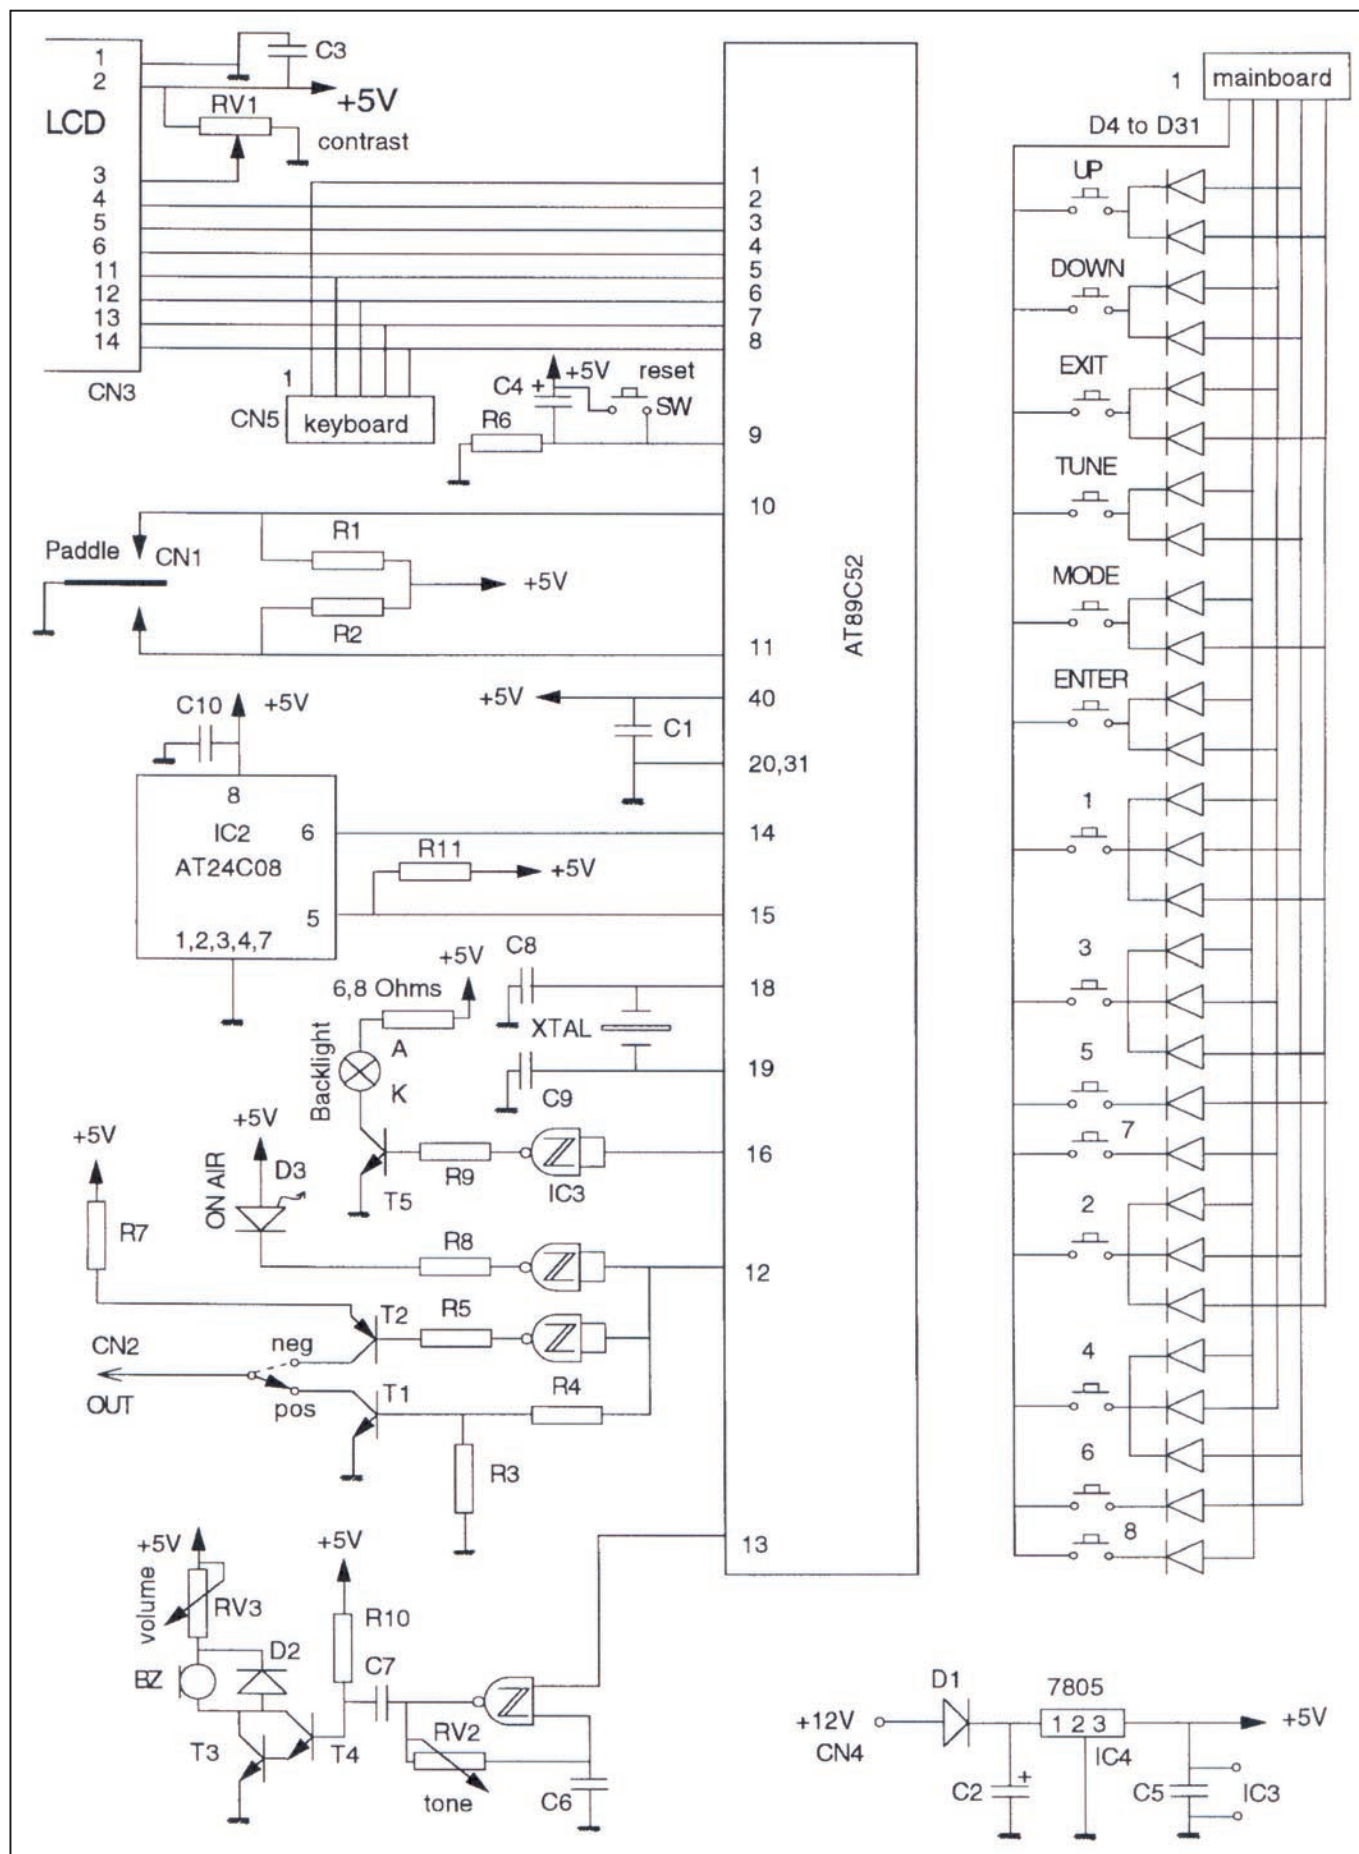 1
2
LCD
3
4
5
6
11
12
13
14
CN3
C3
+5V
RV1
contrast
1
CN5
keyboard
1
2
3
4
5
6
7
8
C4 +
+5V
reset
SW
R6
9
10
Paddle
CN1
R1
+5V
R2
11
AT89C52
+5V
40
C1
20,31
C10
+5V
8
IC2
6
AT24C08
5
1,2,3,4,7
14
R11
+5V
15
+5V
6,8 Ohms
C8
18
XTAL
Backlight
A
K
C9
19
16
R9
IC3
T5
+5V
+5V
ON AIR
D3
R7
R8
12
T2
R5
CN2
neg
OUT
pos
T1
R4
R3
13
+5V
volume
RV3
D2
BZ
T3
T4
+5V
R10
C7
RV2
tone
C6
1
mainboard
D4 to D31
UP
DOWN
EXIT
TUNE
MODE
ENTER
1
3
5
7
2
4
6
8
+12V
CN4
D1
7805
1 2 3
IC4
+5V
C2
+
C5
IC3